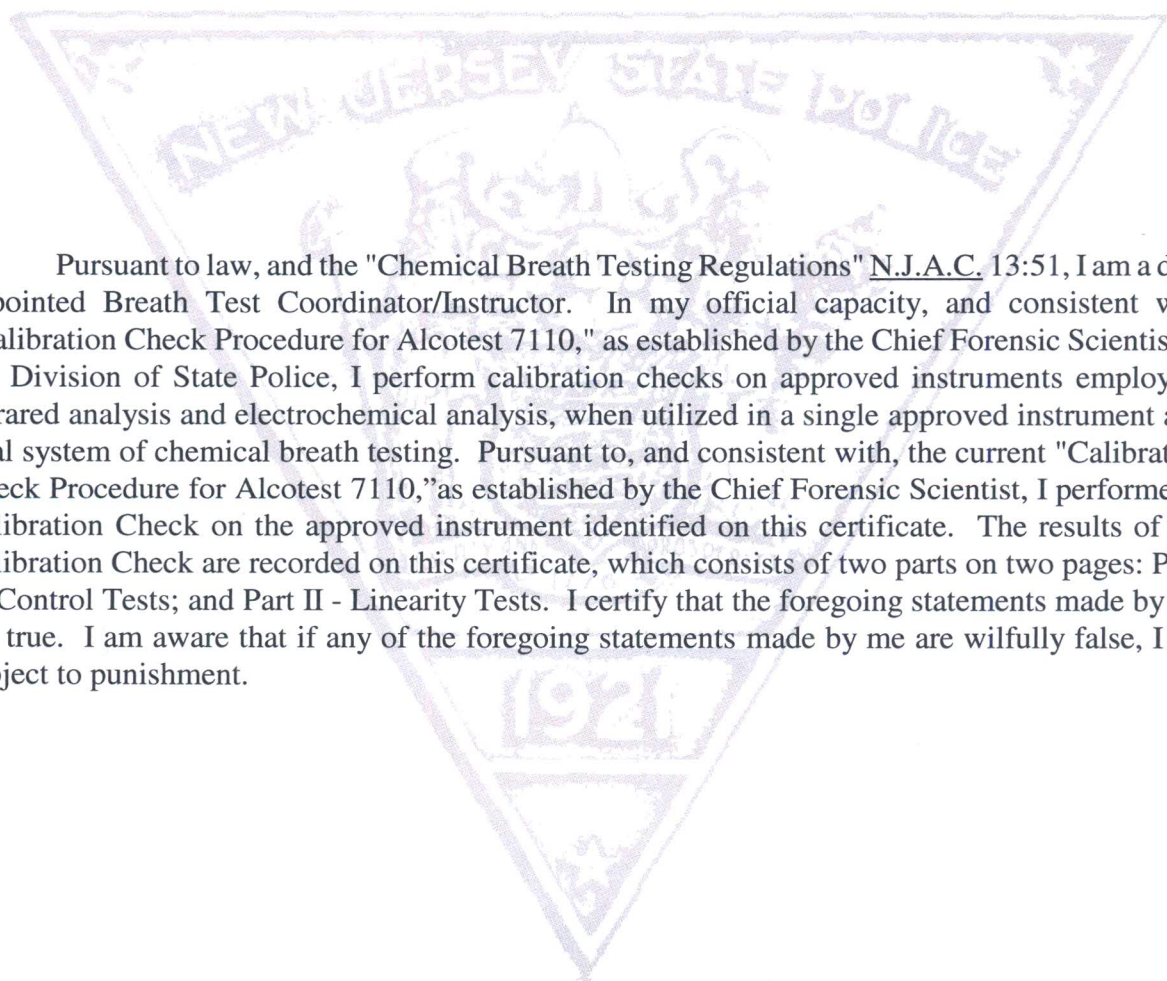 NEW JERSEY STATE POLICE
Pursuant to law, and the "Chemical Breath Testing Regulations" N.J.A.C. 13:51, I am a d
pointed Breath Test Coordinator/Instructor. In my official capacity, and consistent w
alibration Check Procedure for Alcotest 7110," as established by the Chief Forensic Scientis
Division of State Police, I perform calibration checks on approved instruments employ
rared analysis and electrochemical analysis, when utilized in a single approved instrument a
al system of chemical breath testing. Pursuant to, and consistent with, the current "Calibrat
eck Procedure for Alcotest 7110,”as established by the Chief Forensic Scientist, I performe
libration Check on the approved instrument identified on this certificate. The results of
libration Check are recorded on this certificate, which consists of two parts on two pages: P
Control Tests; and Part II - Linearity Tests. I certify that the foregoing statements made by
true. I am aware that if any of the foregoing statements made by me are wilfully false, I
ject to punishment.
1921